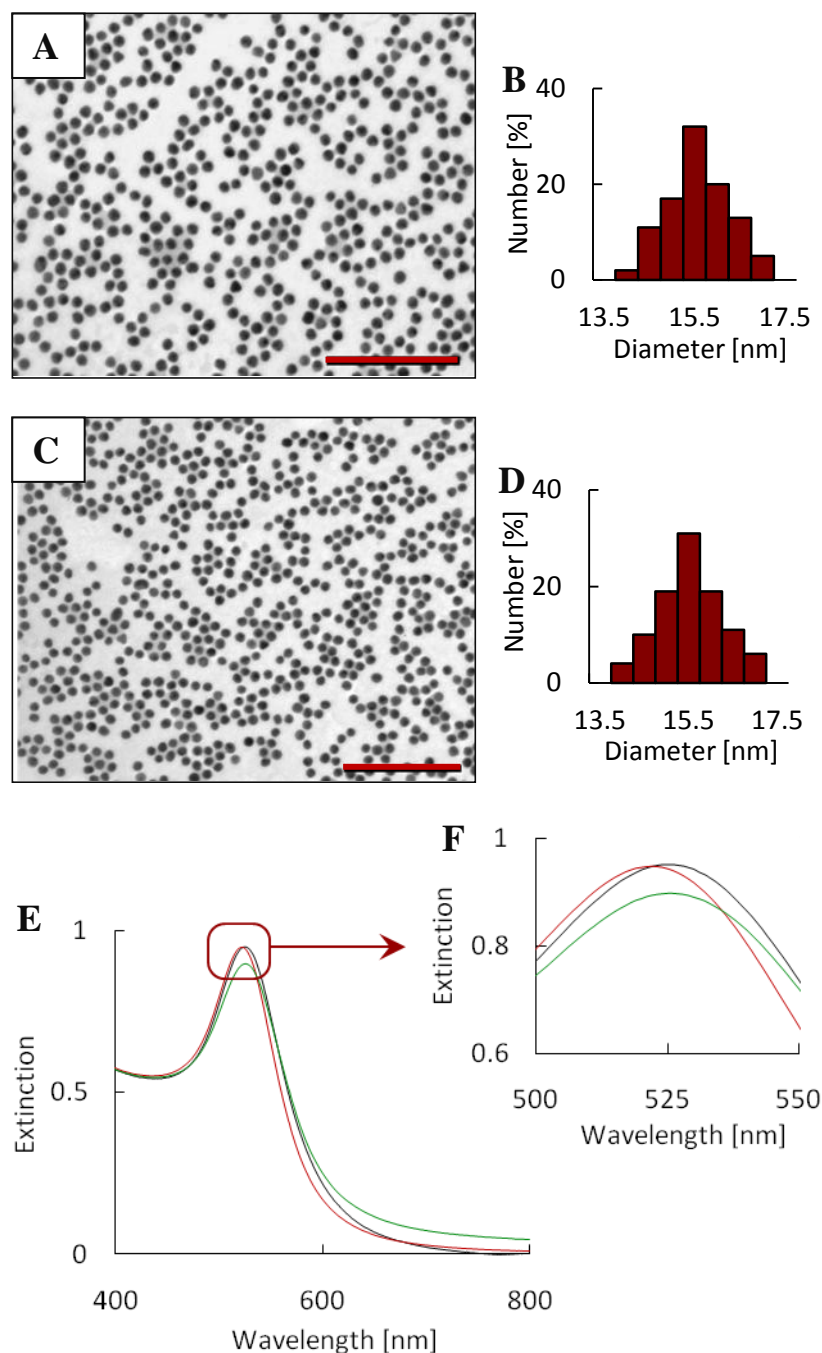 A
B
40
20
0
Number [%]
13.5 15.5 17.5
Diameter [nm]
C
D
40
20
0
Number [%]
13.5 15.5 17.5
Diameter [nm]
E
1
0.5
0
Extinction
400 600 800
Wavelength [nm]
F
1
0.8
0.6
Extinction
500 525 550
Wavelength [nm]